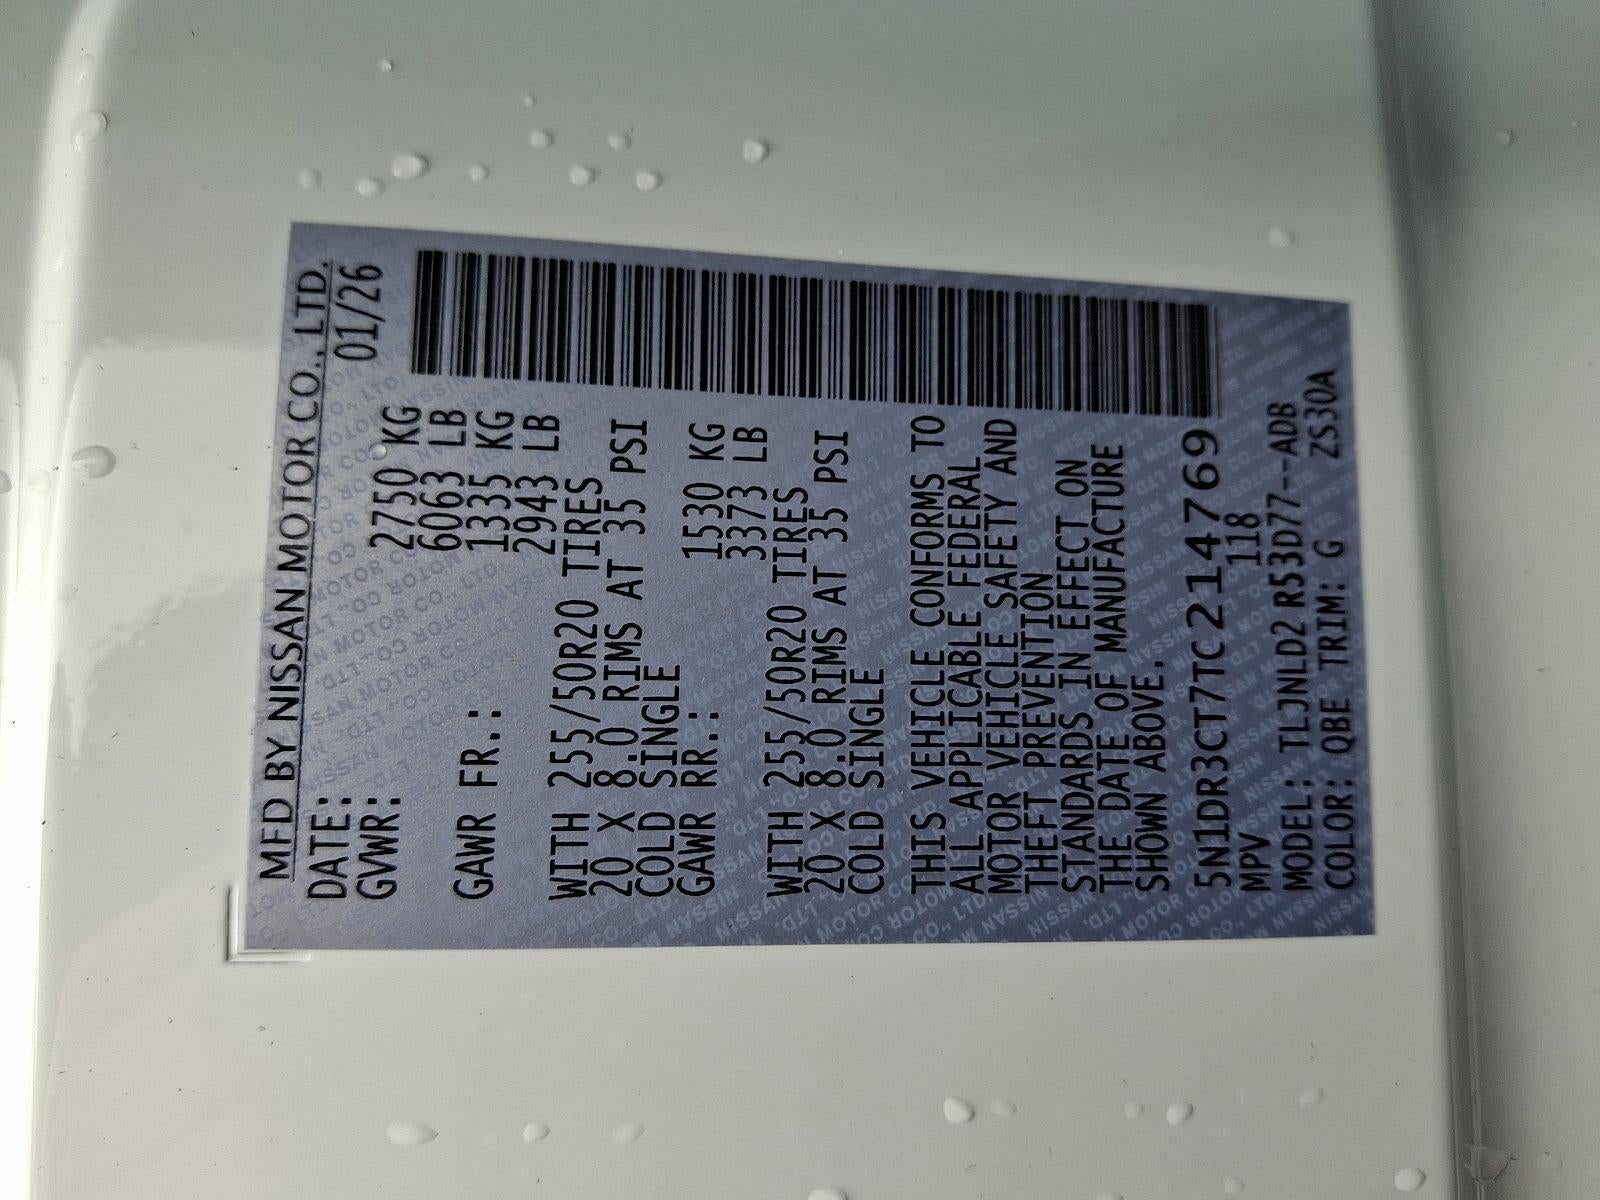 MFD BY NISSAN MOTOR CO., LTD.
DATE: 01/26
GVWR: 2750 KG
6063 LB
GAWR FR.: 1335 KG
2943 LB
WITH 255/50R20 TIRES
20 X 8.0 RIMS AT 35 PSI
COLD SINGLE
GAWR RR.: 1530 KG
3373 LB
WITH 255/50R20 TIRES
20 X 8.0 RIMS AT 35 PSI
COLD SINGLE
THIS VEHICLE CONFORMS TO
ALL APPLICABLE FEDERAL
MOTOR VEHICLE SAFETY AND
THEFT PREVENTION
STANDARDS IN EFFECT ON
THE DATE OF MANUFACTURE
SHOWN ABOVE.
5N1DR3CT7TC214769
MPV 118
MODEL: TLJNLD2 R53D77--ADB
COLOR: QBE TRIM: G ZS30A